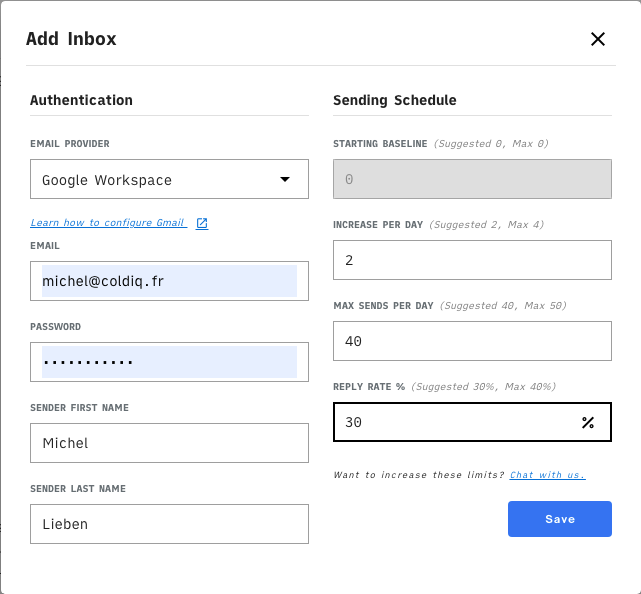 Add Inbox
Authentication
EMAIL PROVIDER
Google Workspace
Learn how to configure Gmail
EMAIL
michel@coldiq.fr
PASSWORD
•••••••••••
SENDER FIRST NAME
Michel
SENDER LAST NAME
Lieben
Sending Schedule
STARTING BASELINE (Suggested 0, Max 0)
0
INCREASE PER DAY (Suggested 2, Max 4)
2
MAX SENDS PER DAY (Suggested 40, Max 50)
40
REPLY RATE % (Suggested 30%, Max 40%)
30 %
Want to increase these limits? Chat with us.
Save